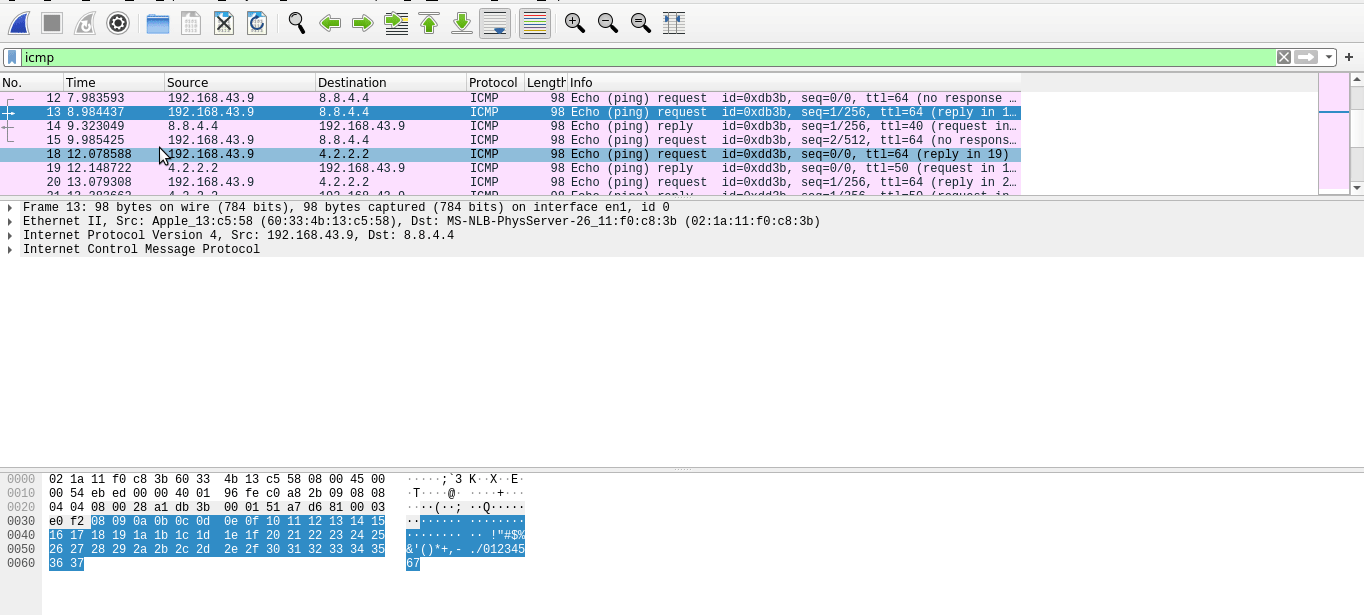 icmp
No. Time Source Destination Protocol Length Info
12 7.983593 192.168.43.9 8.8.4.4 ICMP 98 Echo (ping) request id=0xdb3b, seq=0/0, ttl=64 (no response …
13 8.984437 192.168.43.9 8.8.4.4 ICMP 98 Echo (ping) request id=0xdb3b, seq=1/256, ttl=64 (reply in 1…
14 9.323049 8.8.4.4 192.168.43.9 ICMP 98 Echo (ping) reply id=0xdb3b, seq=1/256, ttl=40 (request in…
15 9.985425 192.168.43.9 8.8.4.4 ICMP 98 Echo (ping) request id=0xdb3b, seq=2/512, ttl=64 (no respons…
18 12.078588 192.168.43.9 4.2.2.2 ICMP 98 Echo (ping) request id=0xdd3b, seq=0/0, ttl=64 (reply in 19)
19 12.148722 4.2.2.2 192.168.43.9 ICMP 98 Echo (ping) reply id=0xdd3b, seq=0/0, ttl=50 (request in 1…
20 13.079308 192.168.43.9 4.2.2.2 ICMP 98 Echo (ping) request id=0xdd3b, seq=1/256, ttl=64 (reply in 2…
Frame 13: 98 bytes on wire (784 bits), 98 bytes captured (784 bits) on interface en1, id 0
Ethernet II, Src: Apple_13:c5:58 (60:33:4b:13:c5:58), Dst: MS-NLB-PhysServer-26_11:f0:c8:3b (02:1a:11:f0:c8:3b)
Internet Protocol Version 4, Src: 192.168.43.9, Dst: 8.8.4.4
Internet Control Message Protocol
0000 02 1a 11 f0 c8 3b 60 33 4b 13 c5 58 08 00 45 00 ·····;`3 K··X··E·
0010 00 54 eb ed 00 00 40 01 96 fe c0 a8 2b 09 08 08 ·T····@· ····+···
0020 04 04 08 00 28 a1 db 3b 00 01 51 a7 d6 81 00 03 ····(··; ··Q·····
0030 e0 f2 08 09 0a 0b 0c 0d 0e 0f 10 11 12 13 14 15 ········ ········
0040 16 17 18 19 1a 1b 1c 1d 1e 1f 20 21 22 23 24 25 ········ ·· !"#$%
0050 26 27 28 29 2a 2b 2c 2d 2e 2f 30 31 32 33 34 35 &'()*+,- ./012345
0060 36 37 67